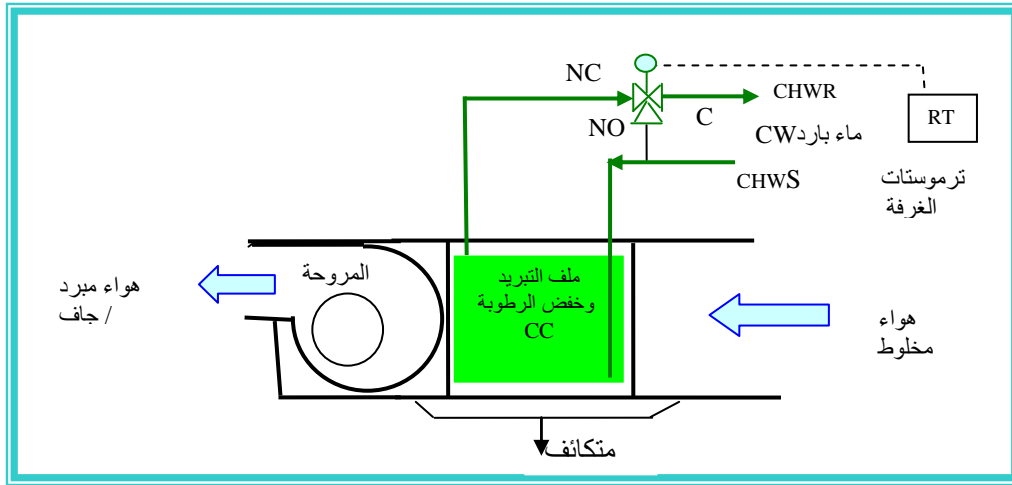 NC
CHWR
C
NO
RT
ماء باردCW
CHWS
ترموستات
الغرفة
المروحة
ملف التبريد
وخفض الرطوبة
CC
هواء مبرد
/ جاف
هواء
مخلوط
متكائف